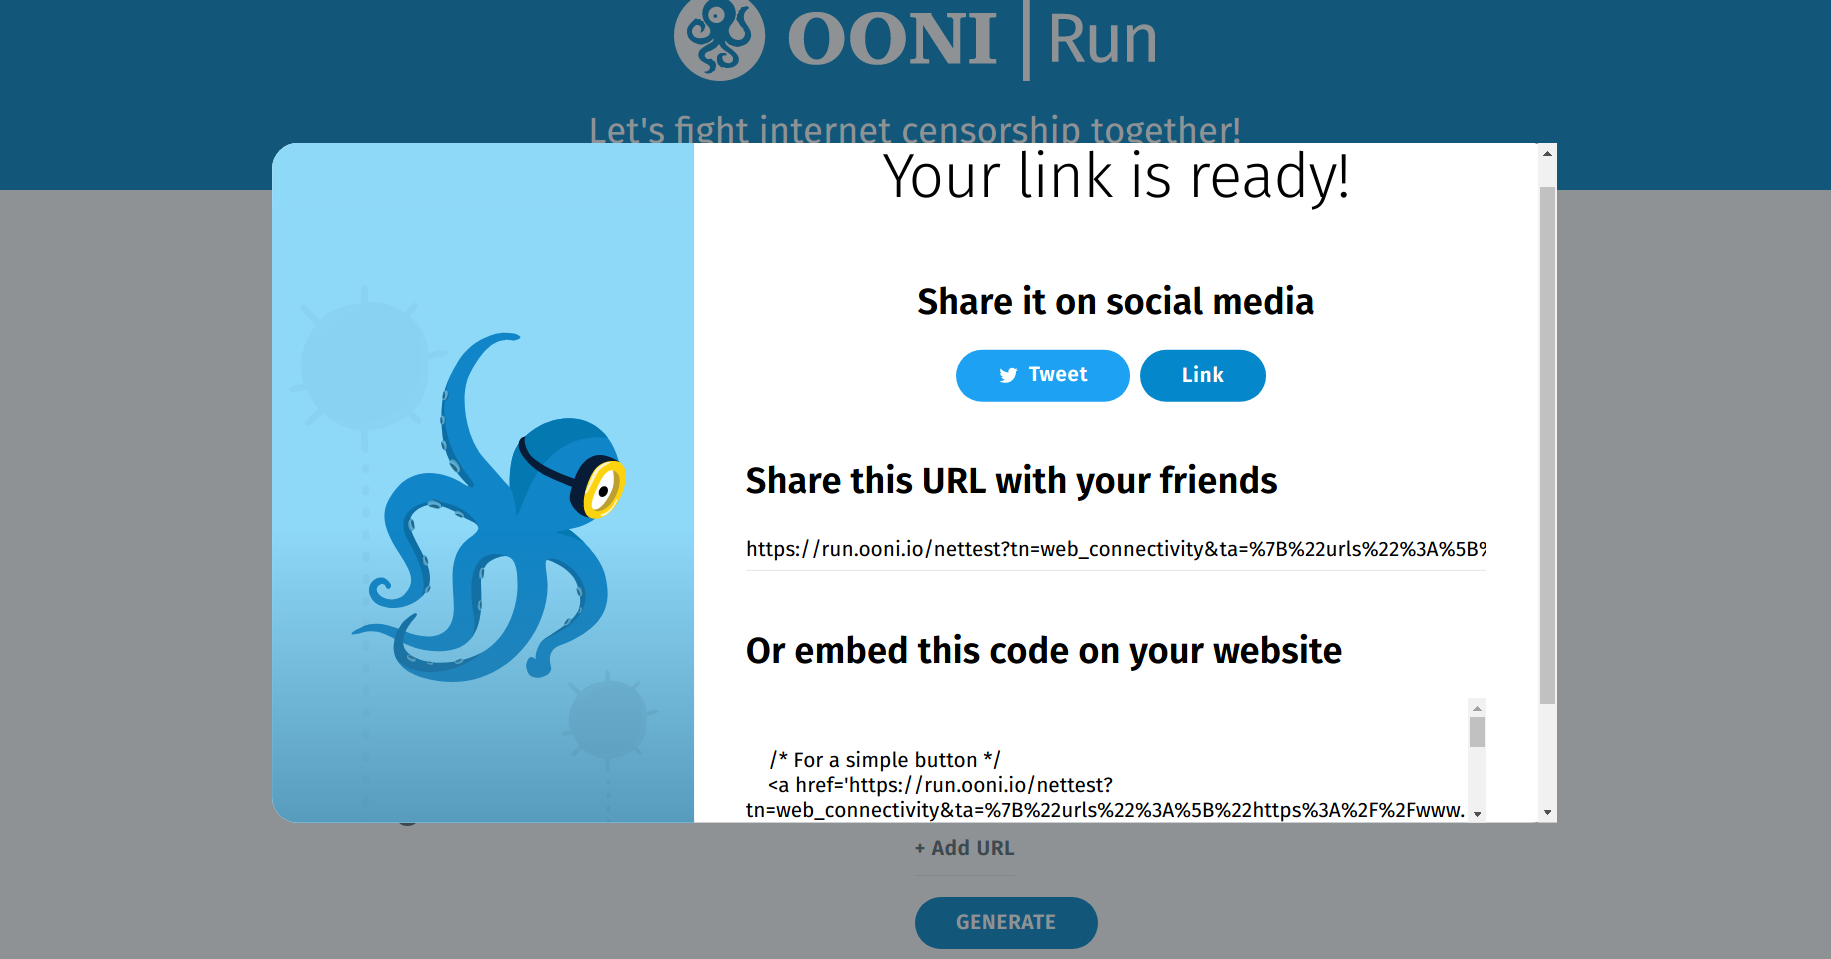 OONI | Run
Let's fight internet censorship together!
Your link is ready!
Share it on social media
Tweet
Link
Share this URL with your friends
https://run.ooni.io/nettest?tn=web_connectivity&ta=%7B%22urls%22%3A%5B%
Or embed this code on your website
/* For a simple button */
<a href='https://run.ooni.io/nettest?
tn=web_connectivity&ta=%7B%22urls%22%3A%5B%22https%3A%2F%2Fwww.
+ Add URL
GENERATE